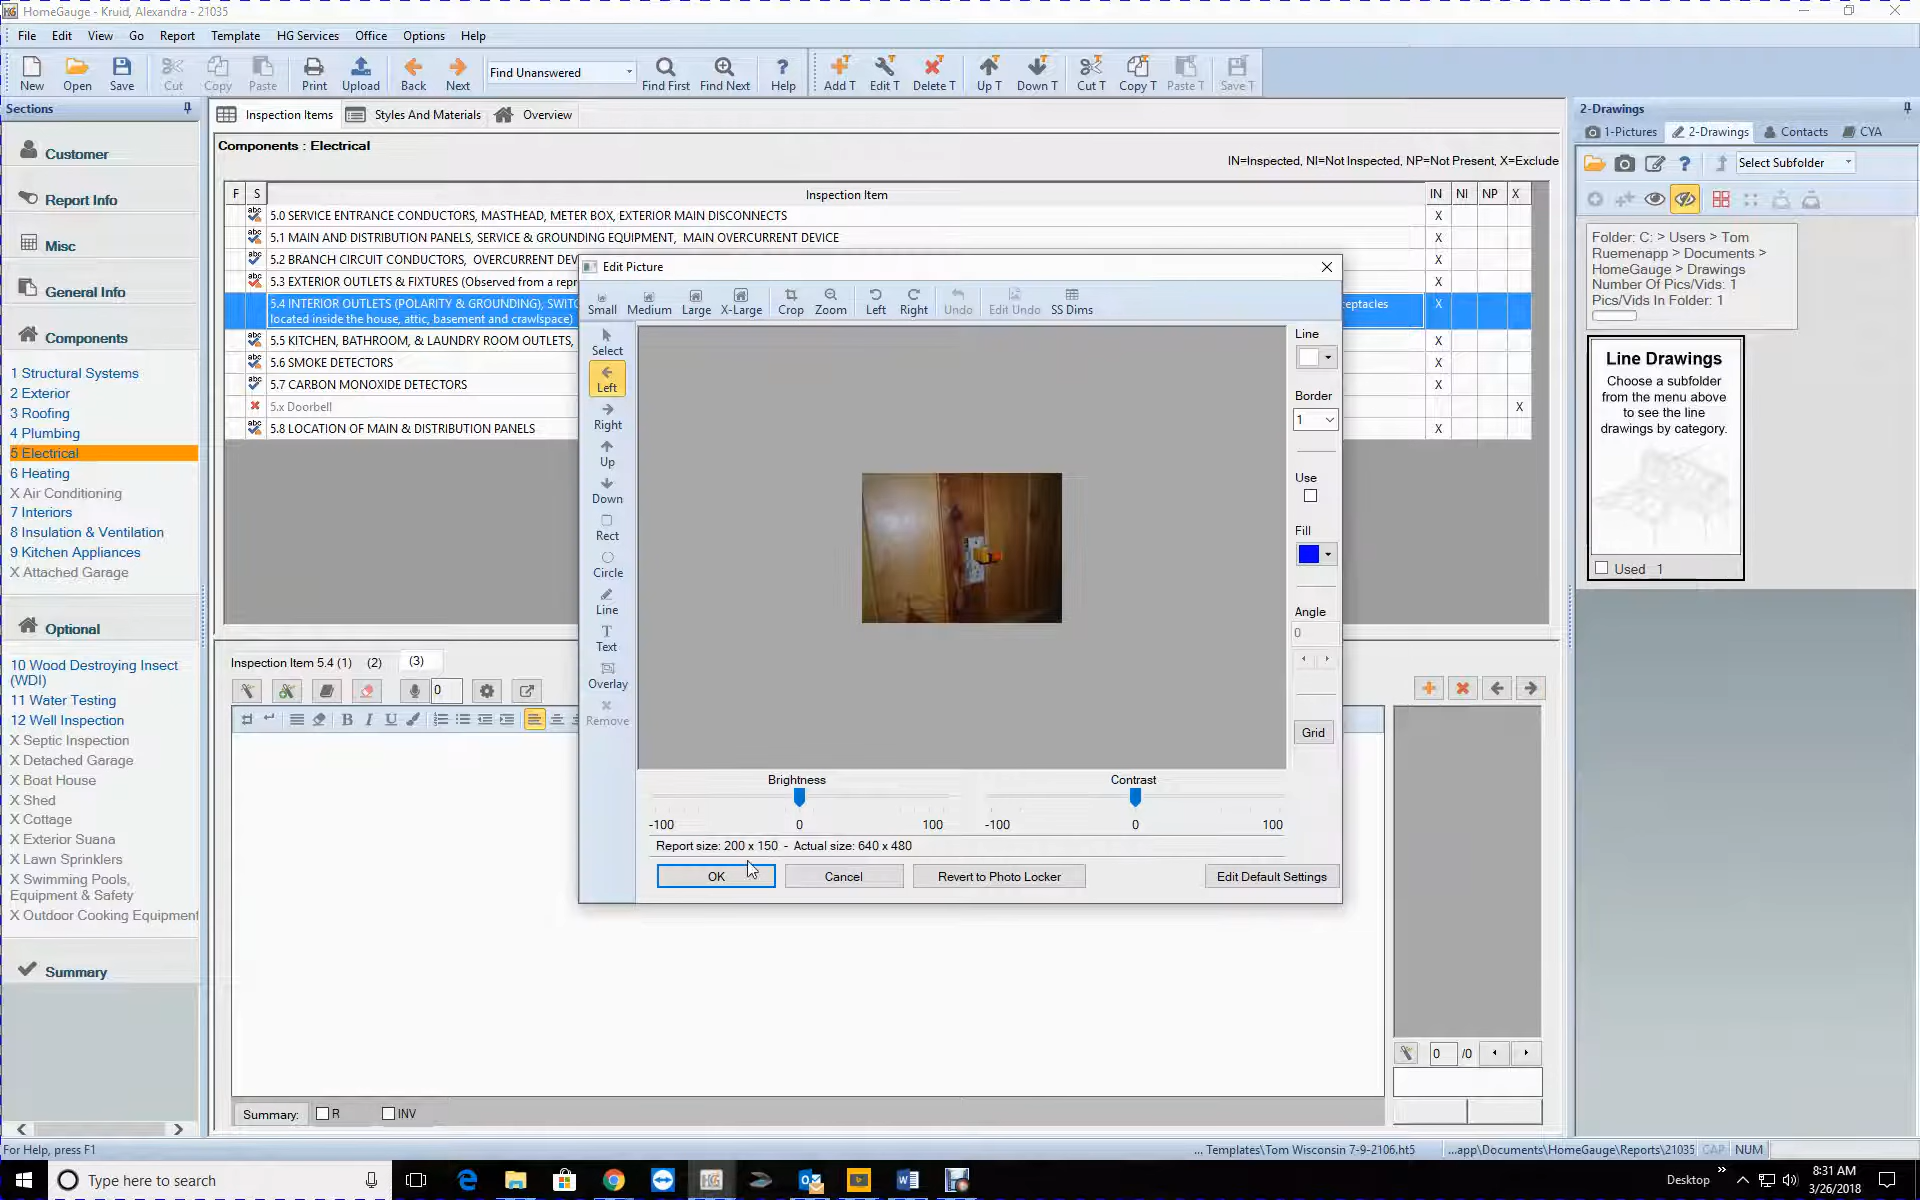 HomeGauge - Kruid, Alexandra - 21035
File Edit View Go Report Template HG Services Office Options Help
New Open Save Cut Copy Paste Print Upload Back Next Find Unanswered Find First Find Next Help Add T Edit T Delete T Up T Down T Cut T Copy T Paste T Save T
Sections
Customer
Report Info
Misc
General Info
Components
1 Structural Systems
2 Exterior
3 Roofing
4 Plumbing
5 Electrical
6 Heating
X Air Conditioning
7 Interiors
8 Insulation & Ventilation
9 Kitchen Appliances
X Attached Garage
Optional
10 Wood Destroying Insect
(WDI)
11 Water Testing
12 Well Inspection
X Septic Inspection
X Detached Garage
X Boat House
X Shed
X Cottage
X Exterior Suana
X Lawn Sprinklers
X Swimming Pools,
Equipment & Safety
X Outdoor Cooking Equipment
Summary
Inspection Items Styles And Materials Overview
Components : Electrical
IN=Inspected, NI=Not Inspected, NP=Not Present, X=Exclude
F S Inspection Item IN NI NP X
5.0 SERVICE ENTRANCE CONDUCTORS, MASTHEAD, METER BOX, EXTERIOR MAIN DISCONNECTS X
5.1 MAIN AND DISTRIBUTION PANELS, SERVICE & GROUNDING EQUIPMENT, MAIN OVERCURRENT DEVICE X
5.2 BRANCH CIRCUIT CONDUCTORS, OVERCURRENT DEV X
5.3 EXTERIOR OUTLETS & FIXTURES (Observed from a repr X
5.4 INTERIOR OUTLETS (POLARITY & GROUNDING), SWITC eptacles X
located inside the house, attic, basement and crawlspace)
5.5 KITCHEN, BATHROOM, & LAUNDRY ROOM OUTLETS, X
5.6 SMOKE DETECTORS X
5.7 CARBON MONOXIDE DETECTORS X
5.x Doorbell X
5.8 LOCATION OF MAIN & DISTRIBUTION PANELS X
Edit Picture
Small Medium Large X-Large Crop Zoom Left Right Undo Edit Undo SS Dims
Select
Left
Right
Up
Down
Rect
Circle
Line
Text
Overlay
Remove
Line
Border
1
Use
Fill
Angle
0
Grid
Brightness Contrast
-100 0 100 -100 0 100
Report size: 200 x 150 - Actual size: 640 x 480
OK Cancel Revert to Photo Locker Edit Default Settings
Inspection Item 5.4 (1) (2) (3)
0
B I U
0 /0
Summary: R INV
2-Drawings
1-Pictures 2-Drawings Contacts CYA
Select Subfolder
Folder: C: > Users > Tom
Ruemenapp > Documents >
HomeGauge > Drawings
Number Of Pics/Vids: 1
Pics/Vids In Folder: 1
Line Drawings
Choose a subfolder
from the menu above
to see the line
drawings by category.
Used 1
For Help, press F1
... Templates\Tom Wisconsin 7-9-2106.ht5 ...app\Documents\HomeGauge\Reports\21035 CAP NUM
Type here to search
Desktop
8:31 AM
3/26/2018